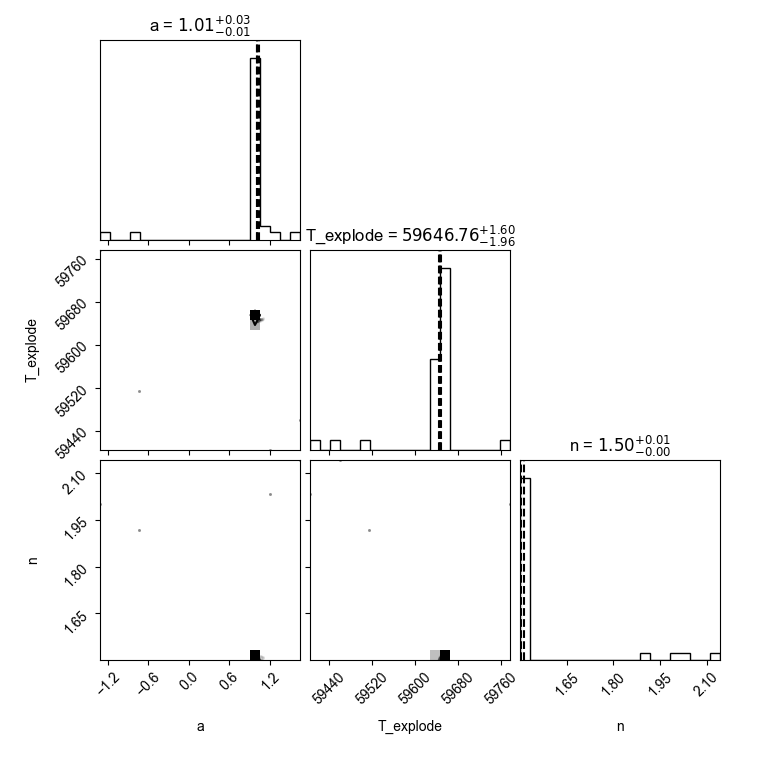 a = 1.01+0.03−0.01
T_explode = 59646.76+1.60−1.96
59760
59680
59600
59520
59440
T_explode
n = 1.50+0.01−0.00
2.10
1.95
1.80
1.65
n
−1.2 −0.6 0.0 0.6 1.2
59440 59520 59600 59680 59760
1.65 1.80 1.95 2.10
a T_explode n